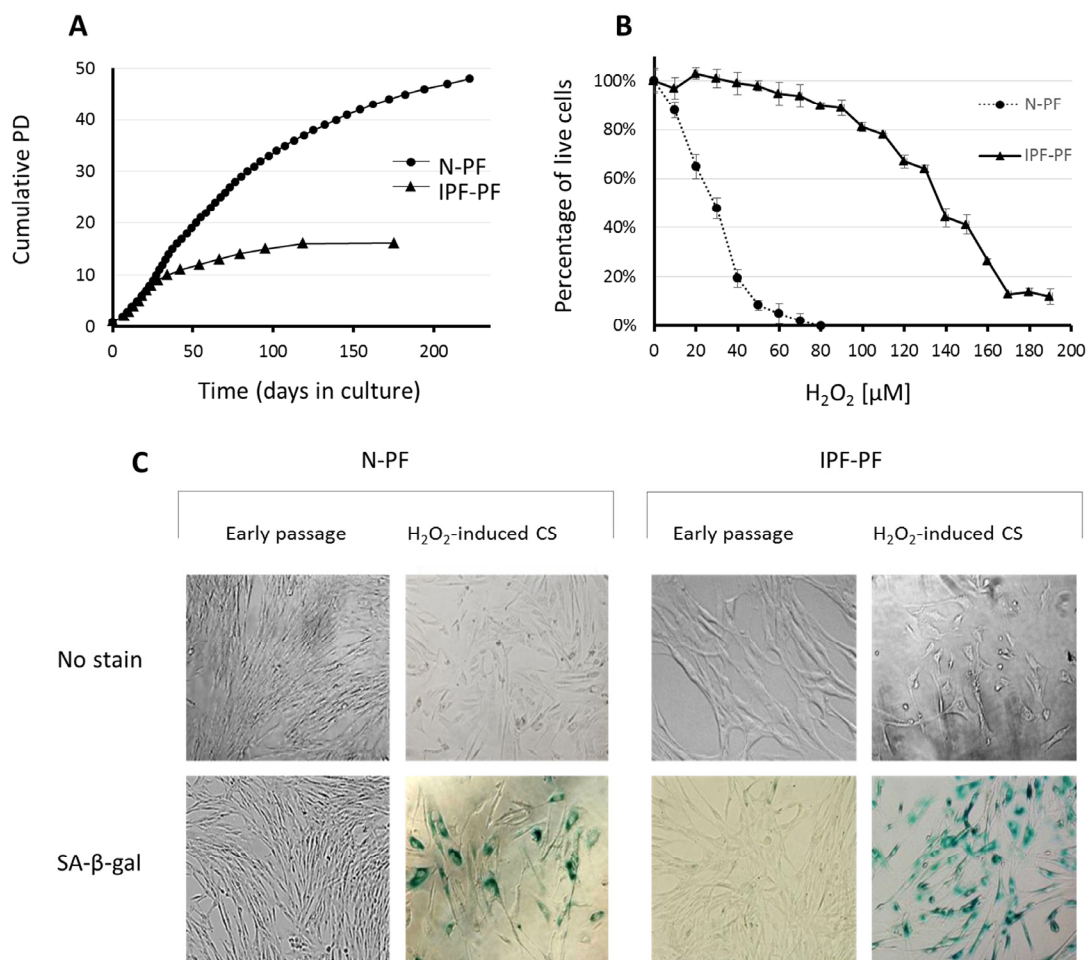 A
Cumulative PD
50
40
30
20
10
0
0 50 100 150 200
Time (days in culture)
N-PF
IPF-PF
B
Percentage of live cells
100%
80%
60%
40%
20%
0%
0 20 40 60 80 100 120 140 160 180 200
H₂O₂ [µM]
N-PF
IPF-PF
C
N-PF IPF-PF
Early passage H₂O₂-induced CS Early passage H₂O₂-induced CS
No stain
SA-β-gal